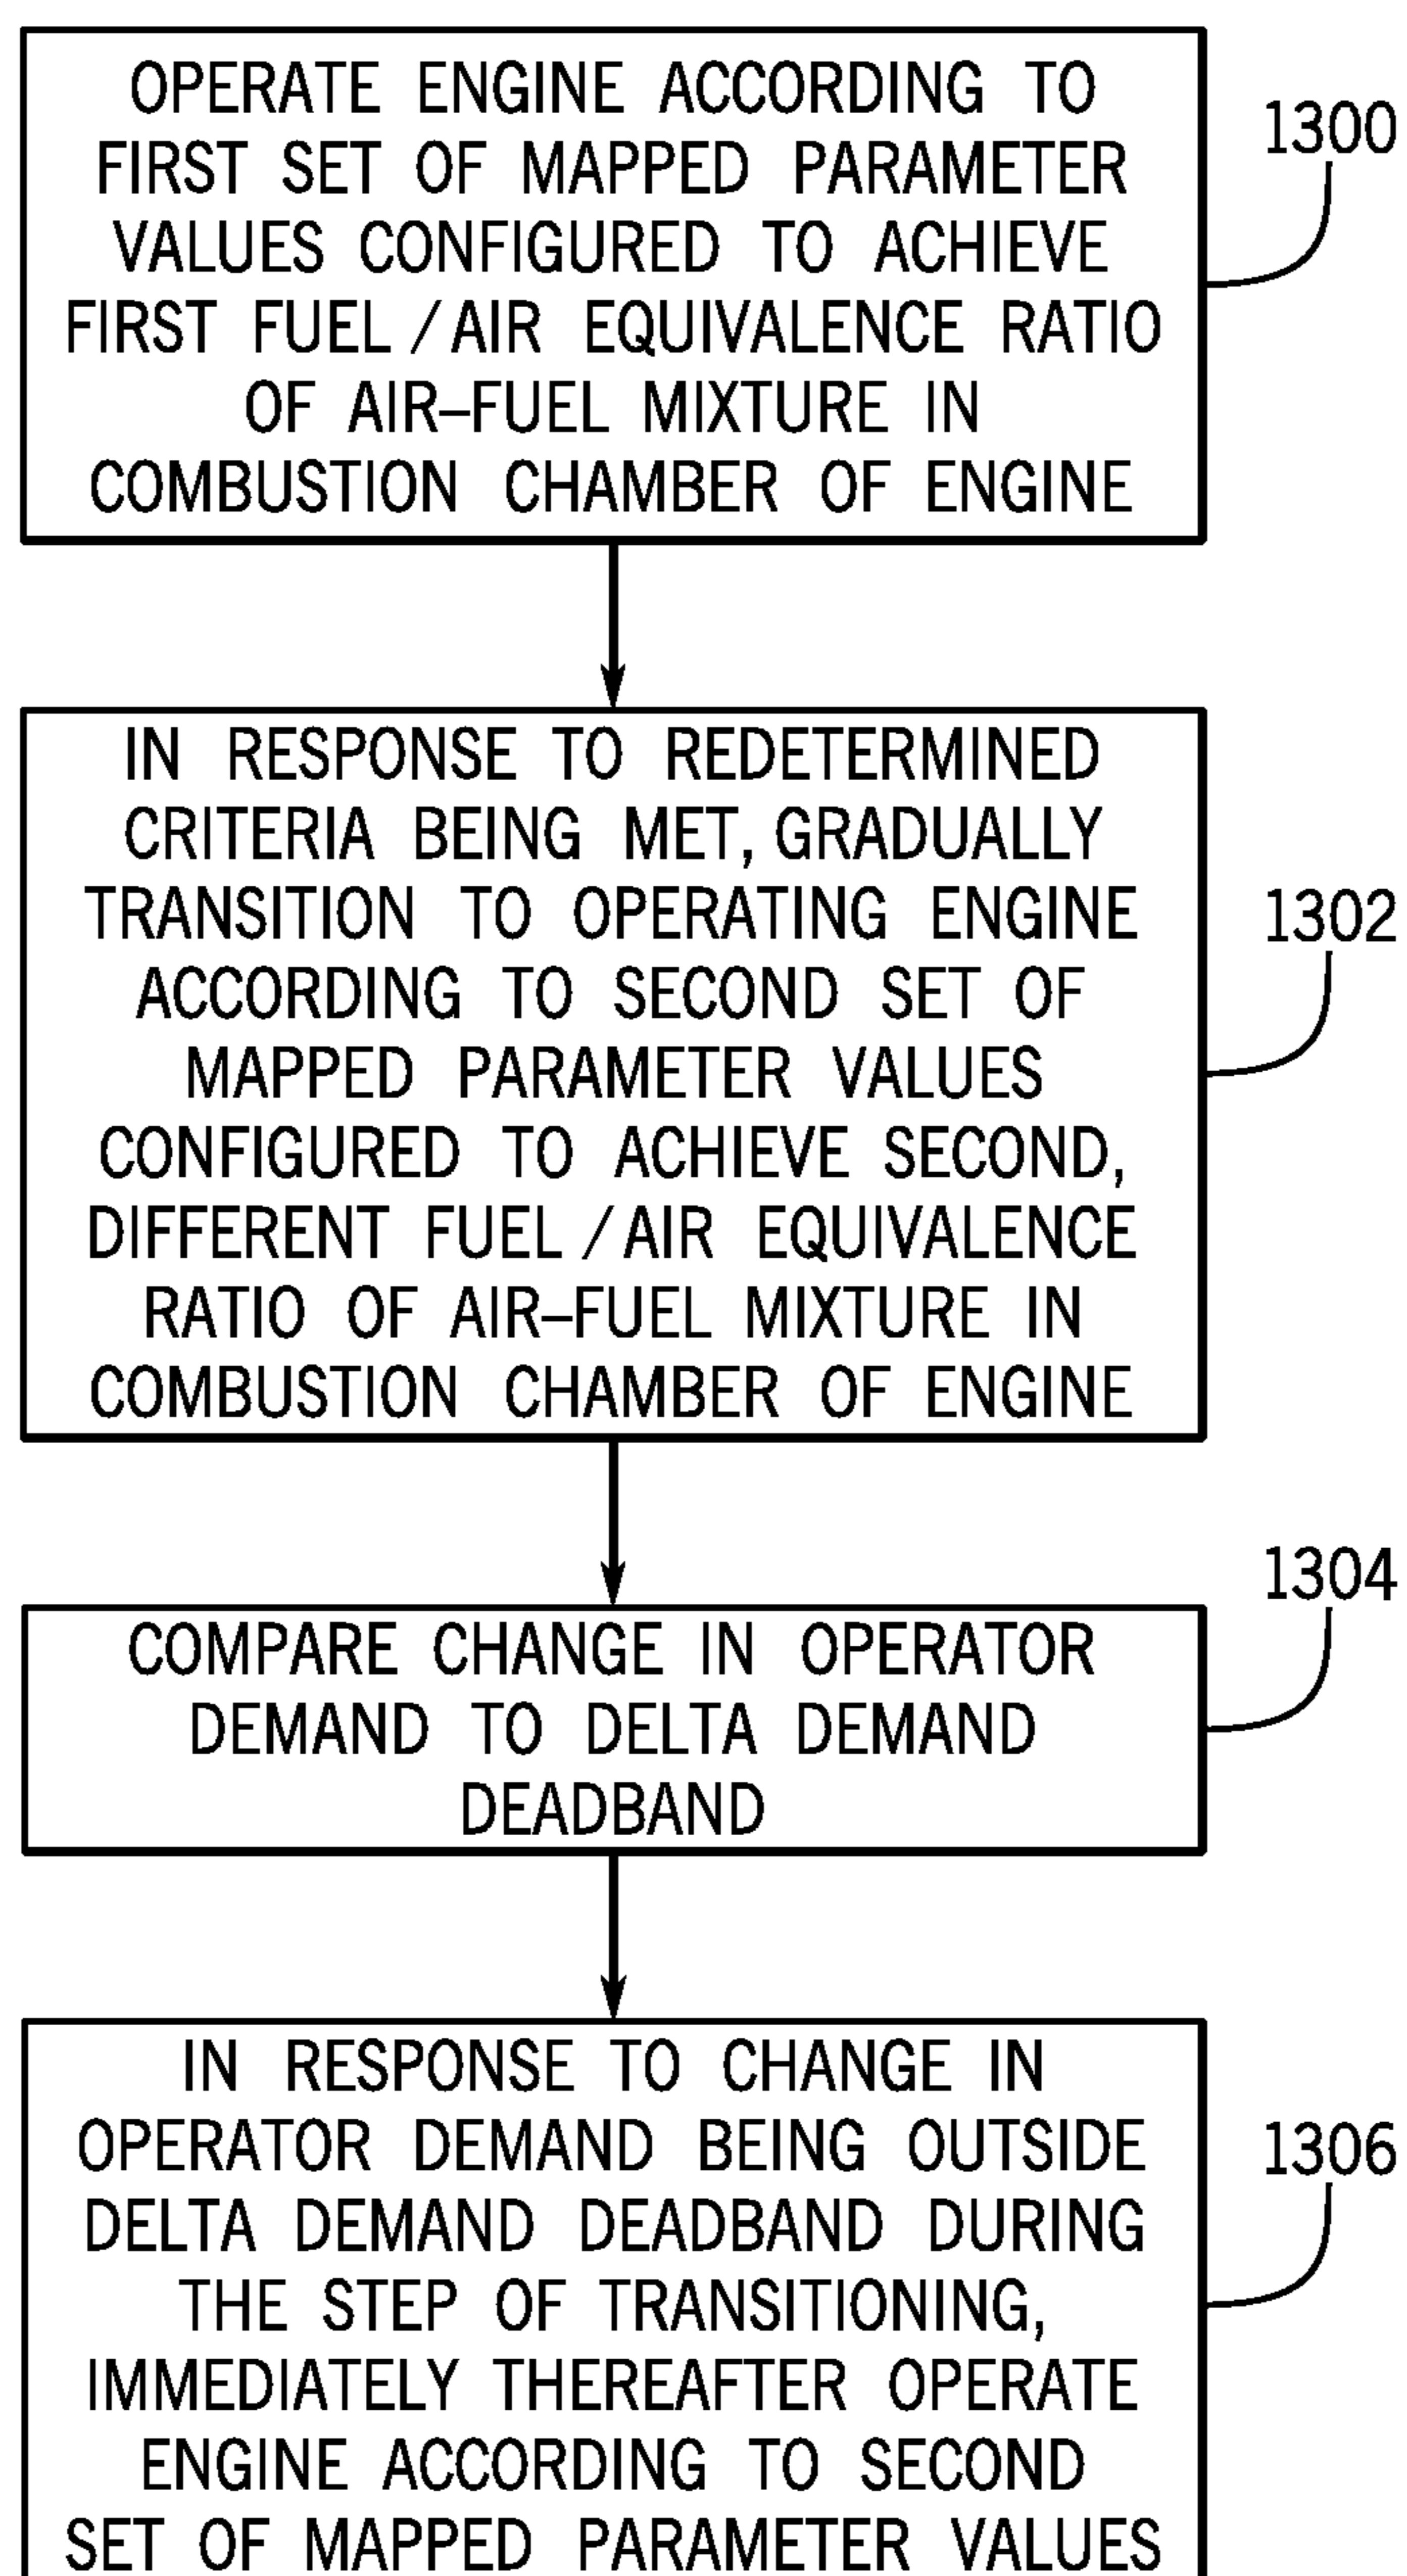 OPERATE ENGINE ACCORDING TO
FIRST SET OF MAPPED PARAMETER
VALUES CONFIGURED TO ACHIEVE
FIRST FUEL/AIR EQUIVALENCE RATIO
OF AIR–FUEL MIXTURE IN
COMBUSTION CHAMBER OF ENGINE
1300
IN RESPONSE TO REDETERMINED
CRITERIA BEING MET, GRADUALLY
TRANSITION TO OPERATING ENGINE
ACCORDING TO SECOND SET OF
MAPPED PARAMETER VALUES
CONFIGURED TO ACHIEVE SECOND,
DIFFERENT FUEL/AIR EQUIVALENCE
RATIO OF AIR–FUEL MIXTURE IN
COMBUSTION CHAMBER OF ENGINE
1302
COMPARE CHANGE IN OPERATOR
DEMAND TO DELTA DEMAND
DEADBAND
1304
IN RESPONSE TO CHANGE IN
OPERATOR DEMAND BEING OUTSIDE
DELTA DEMAND DEADBAND DURING
THE STEP OF TRANSITIONING,
IMMEDIATELY THEREAFTER OPERATE
ENGINE ACCORDING TO SECOND
SET OF MAPPED PARAMETER VALUES
1306